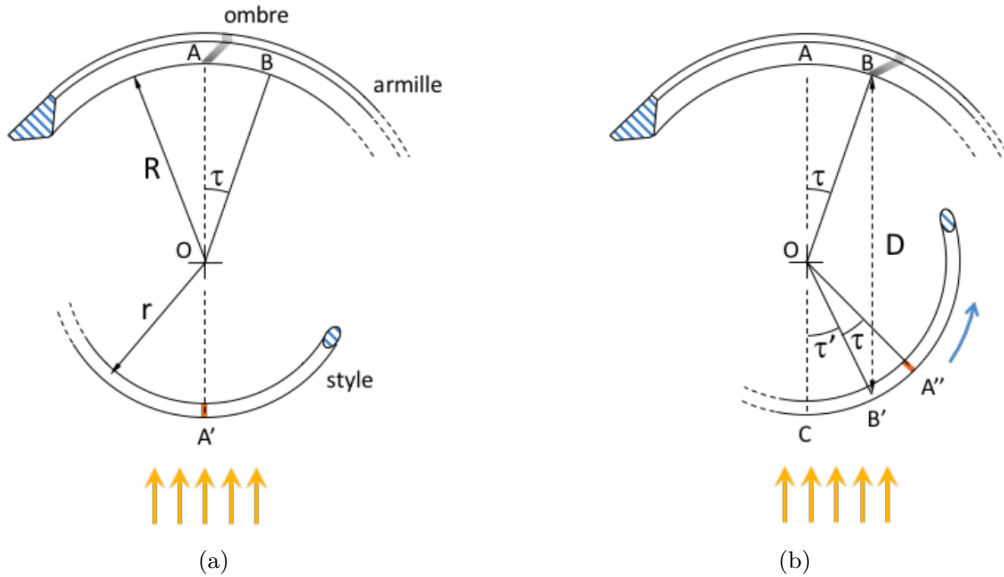 ombre
A
B
armille
R
τ
O
r
style
A′
(a)
A
B
τ
O
D
τ′
τ
A″
B′
C
(b)